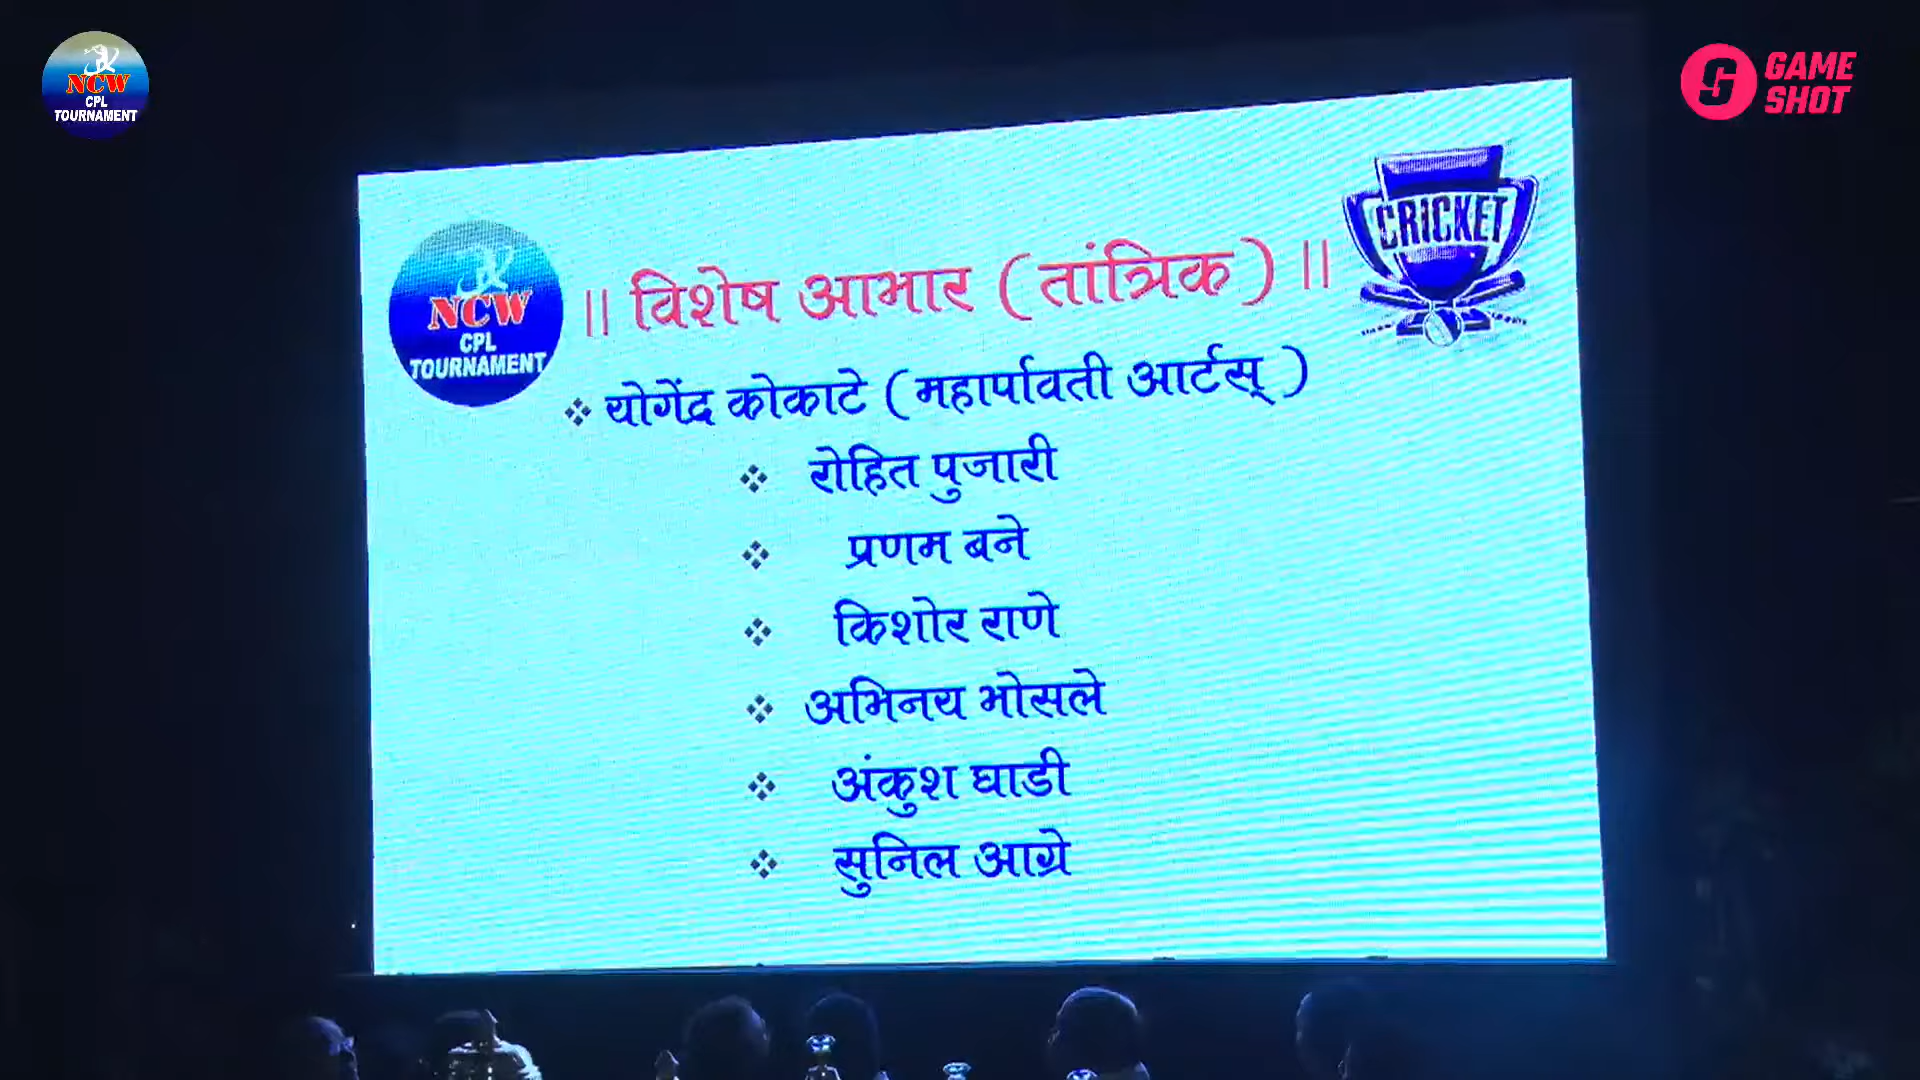 NCW
CPL
TOURNAMENT
GAME
SHOT
CRICKET
NCW
CPL
TOURNAMENT
|| विशेष आभार ( तांत्रिक ) ||
❖ योगेंद्र कोकाटे ( महार्पावती आर्टस् )
❖ रोहित पुजारी
❖ प्रणम बने
❖ किशोर राणे
❖ अभिनय भोसले
❖ अंकुश घाडी
❖ सुनिल आग्रे